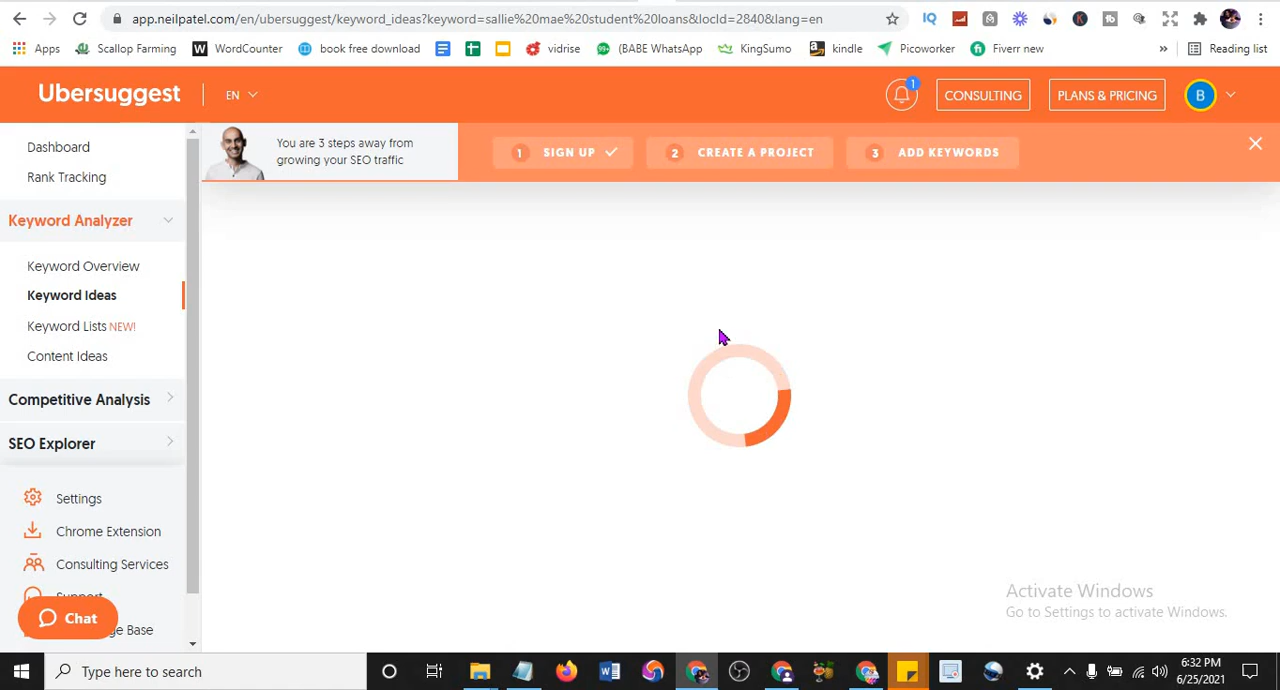 app.neilpatel.com/en/ubersuggest/keyword_ideas?keyword=sallie%20mae%20student%20loans&locId=2840&lang=en
Apps Scallop Farming WordCounter book free download vidrise (BABE WhatsApp KingSumo kindle Picoworker Fiverr new » Reading list
Ubersuggest EN 1 CONSULTING PLANS & PRICING B
You are 3 steps away from
growing your SEO traffic
1 SIGN UP 2 CREATE A PROJECT 3 ADD KEYWORDS
Dashboard
Rank Tracking
Keyword Analyzer
Keyword Overview
Keyword Ideas
Keyword Lists NEW!
Content Ideas
Competitive Analysis
SEO Explorer
Settings
Chrome Extension
Consulting Services
Chat
Activate Windows
Go to Settings to activate Windows.
Type here to search
6:32 PM
6/25/2021